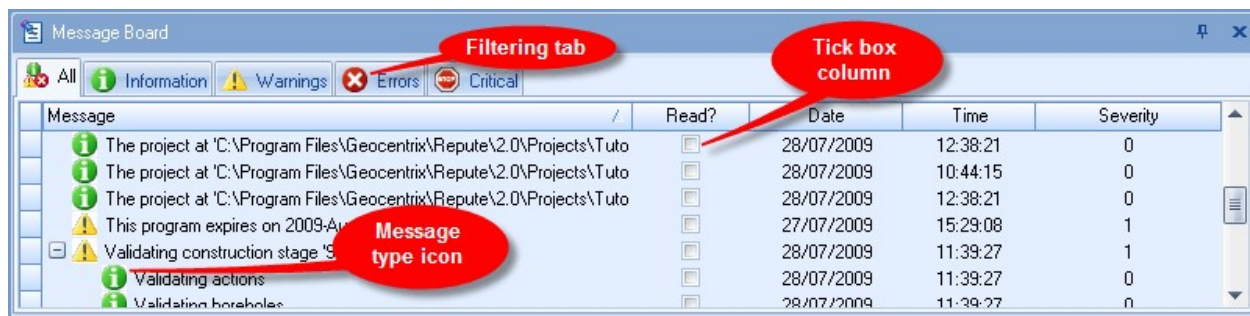 Message Board
Filtering tab
Tick box
column
All Information Warnings Errors Critical
Message Read? Date Time Severity
The project at 'C:\Program Files\Geocentrix\Repute\2.0\Projects\Tuto 28/07/2009 12:38:21 0
The project at 'C:\Program Files\Geocentrix\Repute\2.0\Projects\Tuto 28/07/2009 10:44:15 0
The project at 'C:\Program Files\Geocentrix\Repute\2.0\Projects\Tuto 28/07/2009 12:38:21 0
This program expires on 27/07/2009 15:29:08 1
Message
type icon
Validating construction stage 28/07/2009 11:39:27 1
Validating actions 28/07/2009 11:39:27 0
Validating boreholes 28/07/2009 11:39:27 0